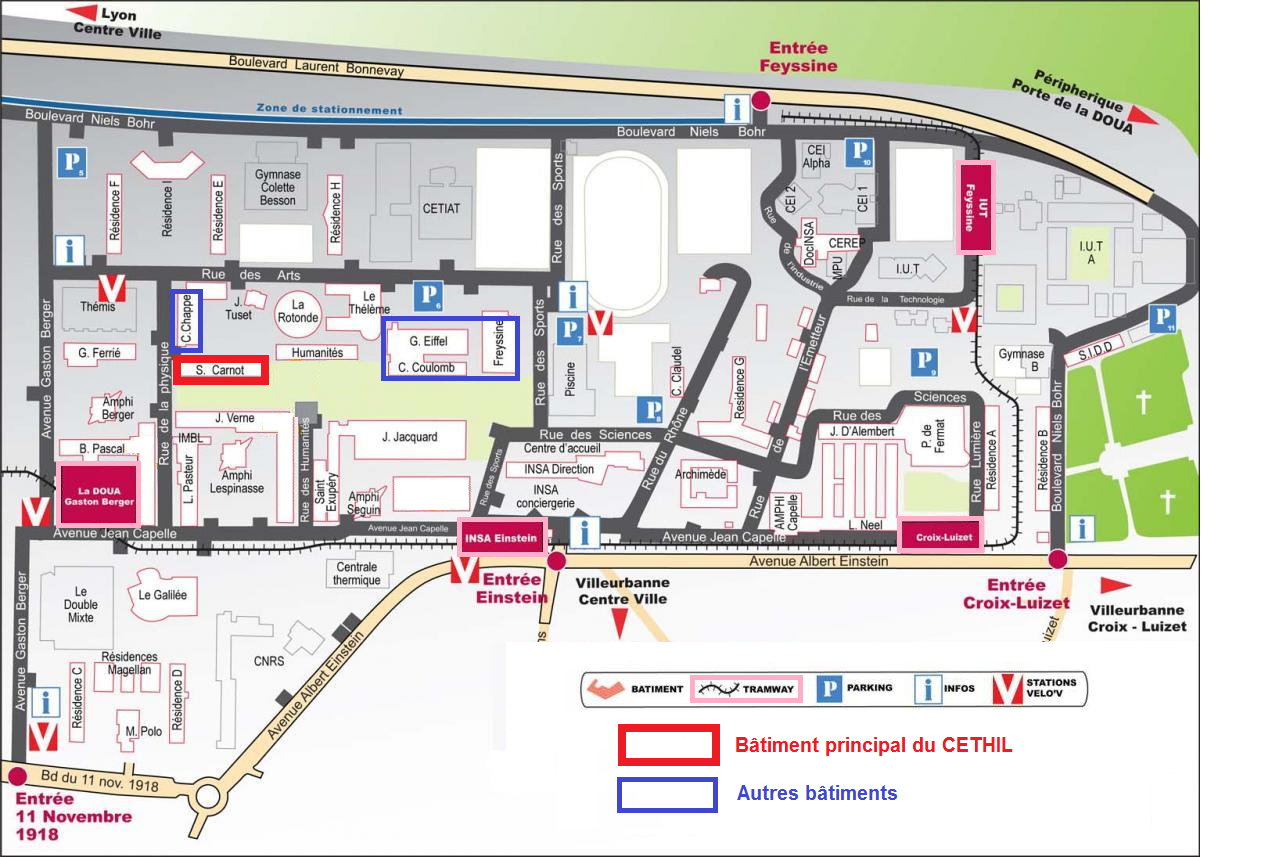 Lyon
Centre Ville
Boulevard Laurent Bonnevay
Entrée
Feyssine
Péripherique
Porte de la DOUA
Zone de stationnement
Boulevard Niels Bohr
Boulevard Niels Bohr
i
P
5
Résidence F
Résidence I
Résidence E
Gymnase
Colette
Besson
Résidence H
CETIAT
Rue des Sports
CEI
Alpha
P
10
CEI 2
CEI 1
IUT
Feyssine
I.U.T
A
Rue de l'industrie
DocINSA
CEREP
MPU
I.U.T
i
Rue des Arts
V
Thémis
C.Chappe
J.
Tuset
La
Rotonde
Le
Théléme
P
6
i
P
7
V
Rue de la Technologie
V
P
11
G. Ferrié
Humanités
G. Eiffel
C. Coulomb
Freyssinet
Rue des Sports
Piscine
C. Claudel
Résidence G
l'Emetteur
P
9
Gymnase
B
S.I.D.D
S. Carnot
Avenue Gaston Berger
Rue de la physique
Amphi
Berger
J. Verne
P
8
Sciences
Rue des
J. D'Alembert
P. de
Fermat
Rue Lumière
Résidence A
Résidence B
Boulevard Niels Bohr
B. Pascal
IMBL
Amphi
Lespinasse
L. Pasteur
Rue des Humanités
Saint
Exupéry
J. Jacquard
Amphi
Seguin
Rue des Sciences
Centre d'accueil
INSA Direction
INSA
conciergerie
Rue des Sports
Rue du Rhône
Archimède
Rue de
AMPHI
Capelle
L. Neel
La DOUA
Gaston Berger
V
Avenue Jean Capelle
Avenue Jean Capelle
INSA Einstein
i
Avenue Jean Capelle
Croix-Luizet
i
Avenue Albert Einstein
Centrale
thermique
V
Entrée
Einstein
Villeurbanne
Centre Ville
Entrée
Croix-Luizet
Villeurbanne
Croix - Luizet
Avenue Gaston Berger
Le
Double
Mixte
Le Galilée
CNRS
Avenue Albert Einstein
ns
uizet
Résidences
Magellan
Résidence C
Résidence D
M. Polo
i
V
BATIMENT
TRAMWAY
P
PARKING
i
INFOS
V
STATIONS
VELO'V
Bâtiment principal du CETHIL
Autres bâtiments
Bd du 11 nov. 1918
Entrée
11 Novembre
1918